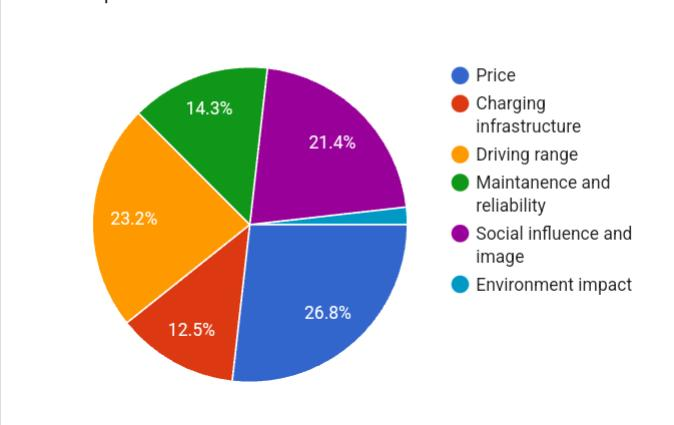 14.3%
21.4%
23.2%
12.5%
26.8%
Price
Charging
infrastructure
Driving range
Maintanence and
reliability
Social influence and
image
Environment impact